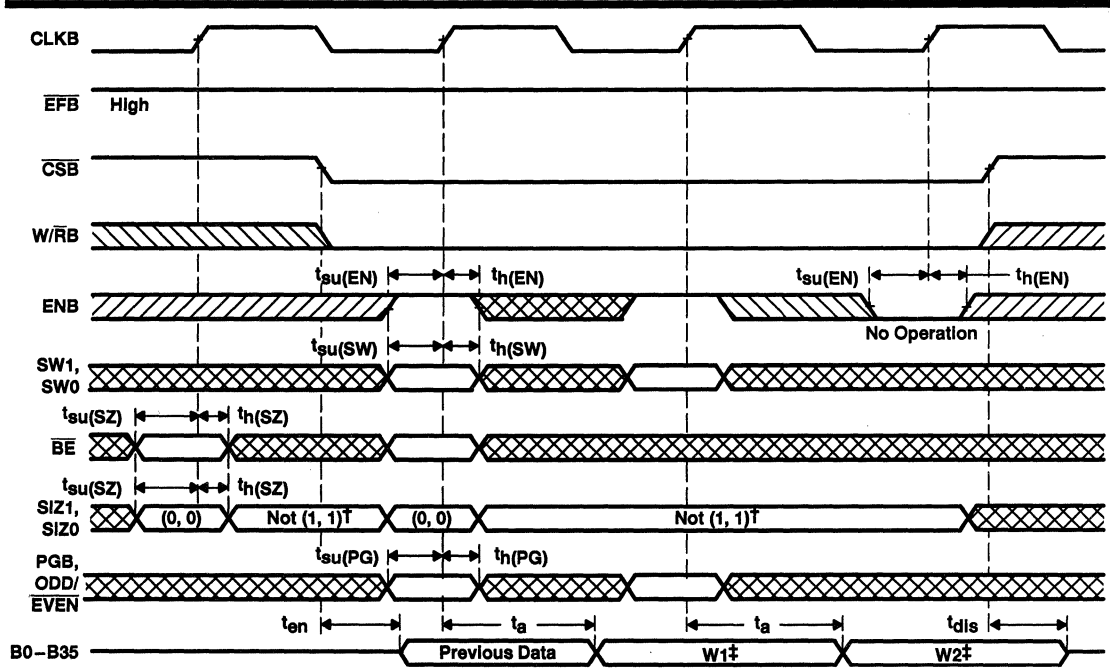 CLKB
EFB High
CSB
W/RB
tsu(EN) th(EN) tsu(EN) th(EN)
ENB
No Operation
tsu(SW) th(SW)
SW1,
SW0
tsu(SZ) th(SZ)
BE
tsu(SZ) th(SZ)
SIZ1,
SIZ0
(0, 0) Not (1, 1)† (0, 0) Not (1, 1)†
tsu(PG) th(PG)
PGB,
ODD/
EVEN
ten ta ta tdis
B0–B35 Previous Data W1‡ W2‡